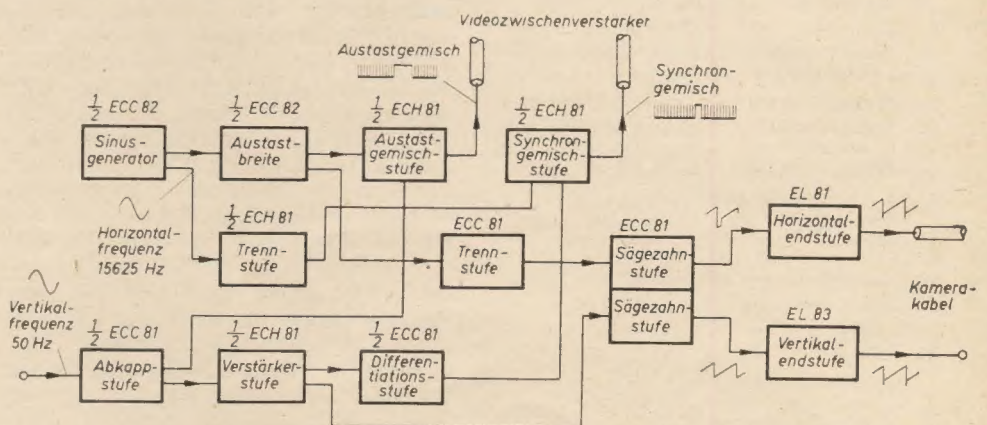 Videozwischenverstärker
Austastgemisch
Synchron-
gemisch
1/2 ECC 82
Sinus-
generator
1/2 ECC 82
Austast-
breite
1/2 ECH 81
Austast-
gemisch-
stufe
1/2 ECH 81
Synchron-
gemisch-
stufe
Horizontal-
frequenz
15625 Hz
1/2 ECH 81
Trenn-
stufe
ECC 81
Trenn-
stufe
ECC 81
Sägezahn-
stufe
Sägezahn-
stufe
EL 81
Horizontal-
endstufe
Kamera-
kabel
EL 83
Vertikal-
endstufe
Vertikal-
frequenz
50 Hz
1/2 ECC 81
Abkapp-
stufe
1/2 ECH 81
Verstärker-
stufe
1/2 ECC 81
Differen-
tiations-
stufe